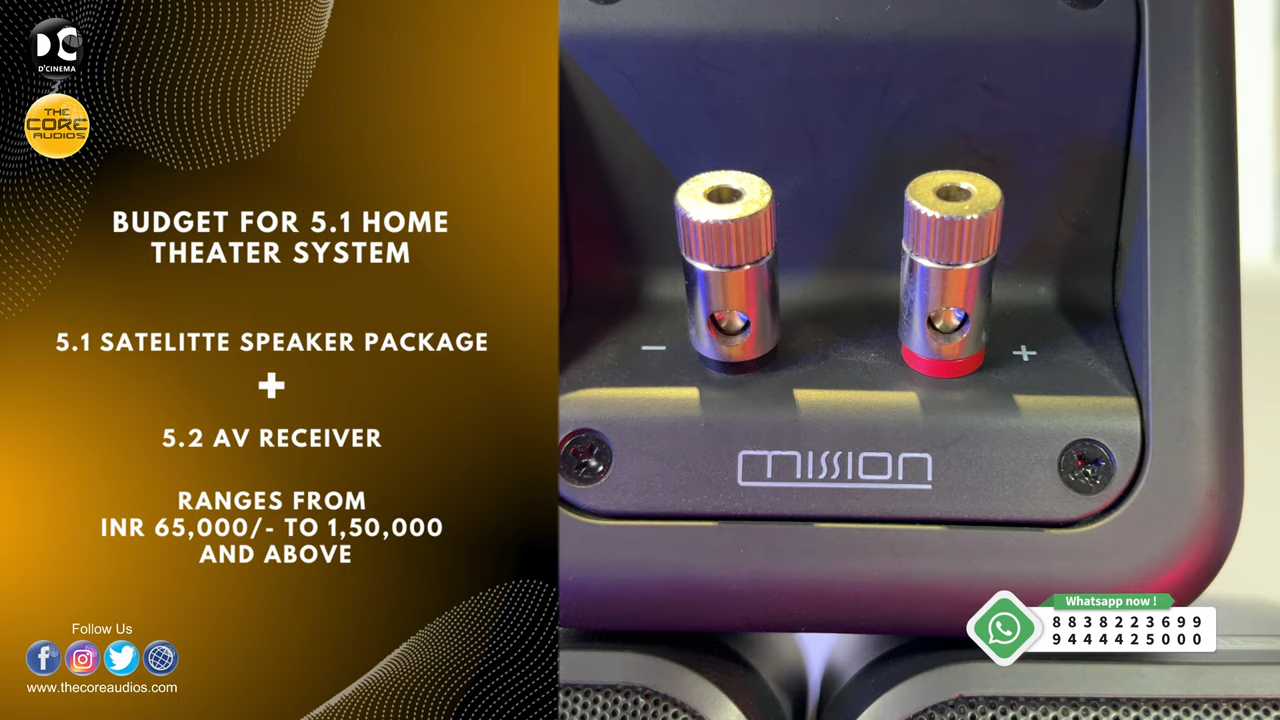 D'CINEMA
THE
CORE
AUDIOS
BUDGET FOR 5.1 HOME
THEATER SYSTEM
5.1 SATELITTE SPEAKER PACKAGE
+
5.2 AV RECEIVER
RANGES FROM
INR 65,000/- TO 1,50,000
AND ABOVE
Follow Us
www.thecoreaudios.com
− +
mission
Whatsapp now !
8838223699
9444425000